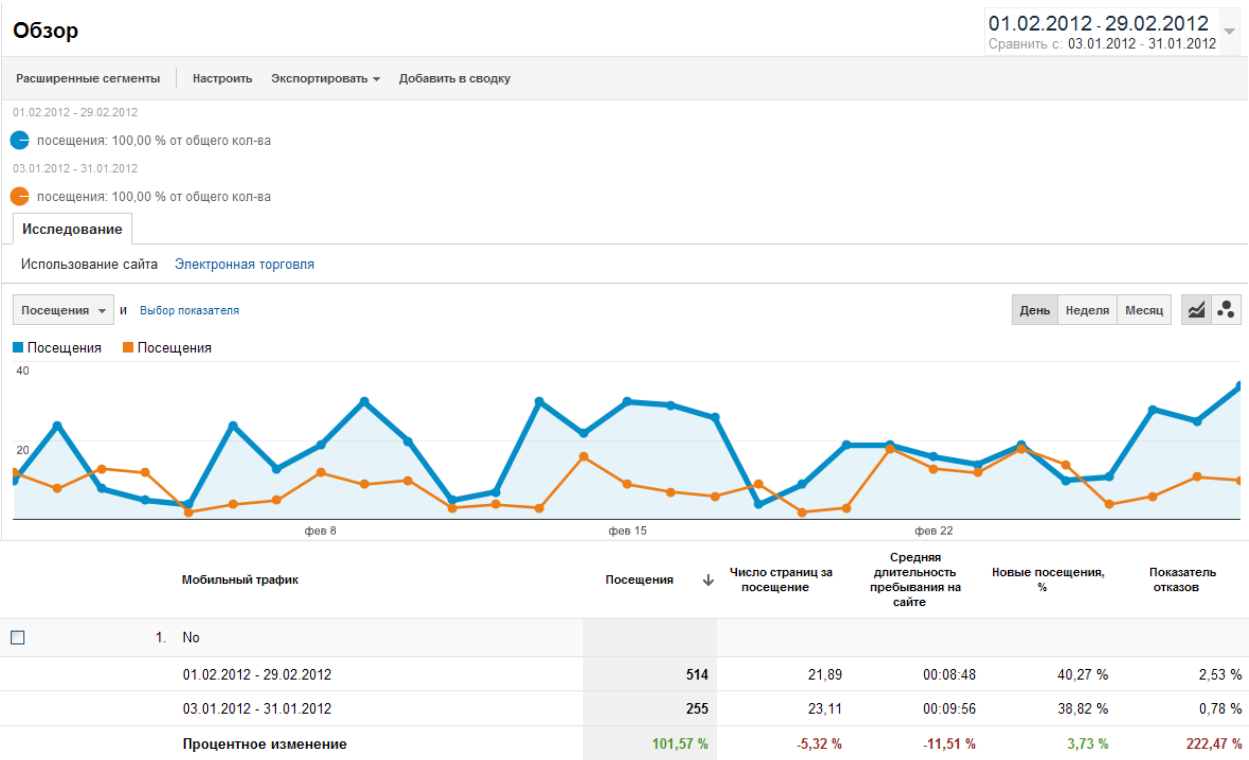 Обзор
01.02.2012 - 29.02.2012
Сравнить с: 03.01.2012 - 31.01.2012
Расширенные сегменты Настроить Экспортировать Добавить в сводку
01.02.2012 - 29.02.2012
посещения: 100,00 % от общего кол-ва
03.01.2012 - 31.01.2012
посещения: 100,00 % от общего кол-ва
Исследование
Использование сайта Электронная торговля
Посещения и Выбор показателя День Неделя Месяц
Посещения Посещения
40
20
фев 8 фев 15 фев 22
Мобильный трафик Посещения Число страниц за посещение Средняя длительность пребывания на сайте Новые посещения, % Показатель отказов
1. No
01.02.2012 - 29.02.2012 514 21,89 00:08:48 40,27 % 2,53 %
03.01.2012 - 31.01.2012 255 23,11 00:09:56 38,82 % 0,78 %
Процентное изменение 101,57 % -5,32 % -11,51 % 3,73 % 222,47 %